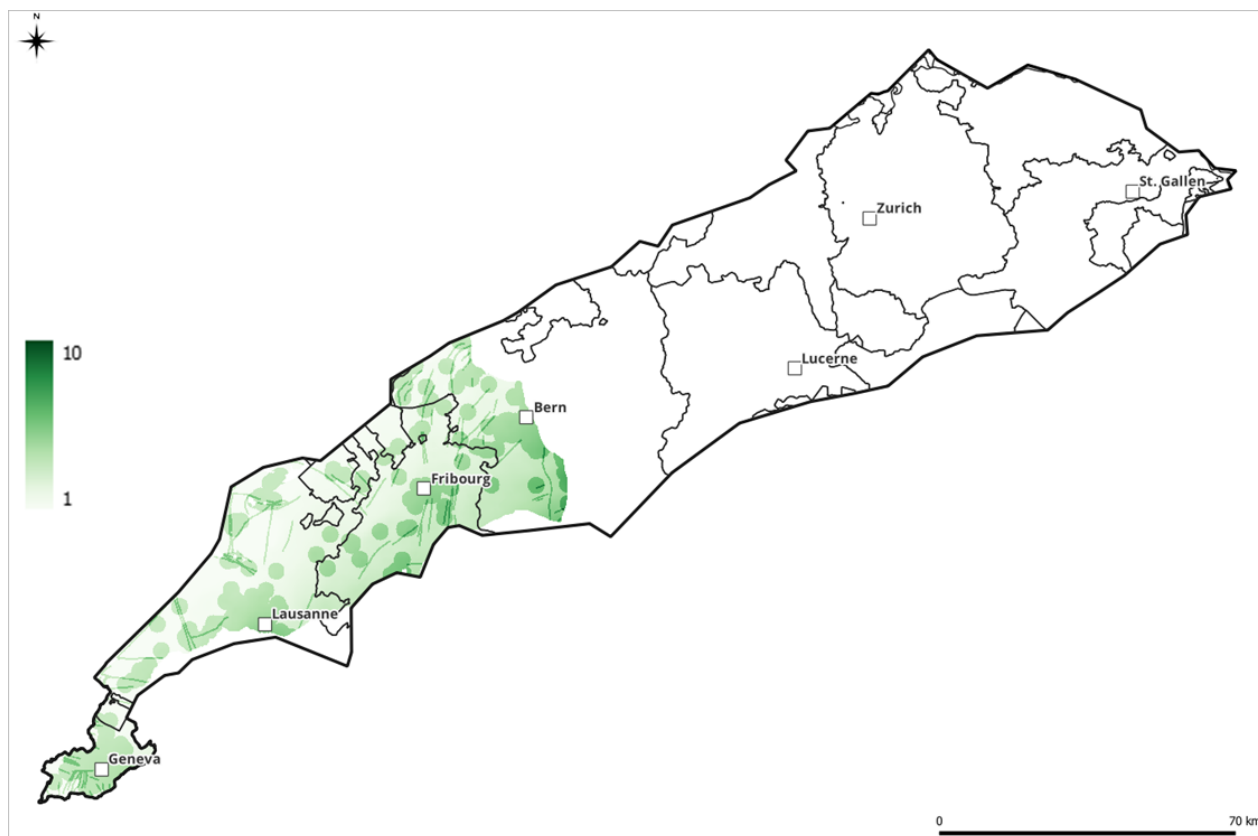 N
St. Gallen
Zurich
10
Lucerne
Bern
Fribourg
1
Lausanne
Geneva
0 70 km